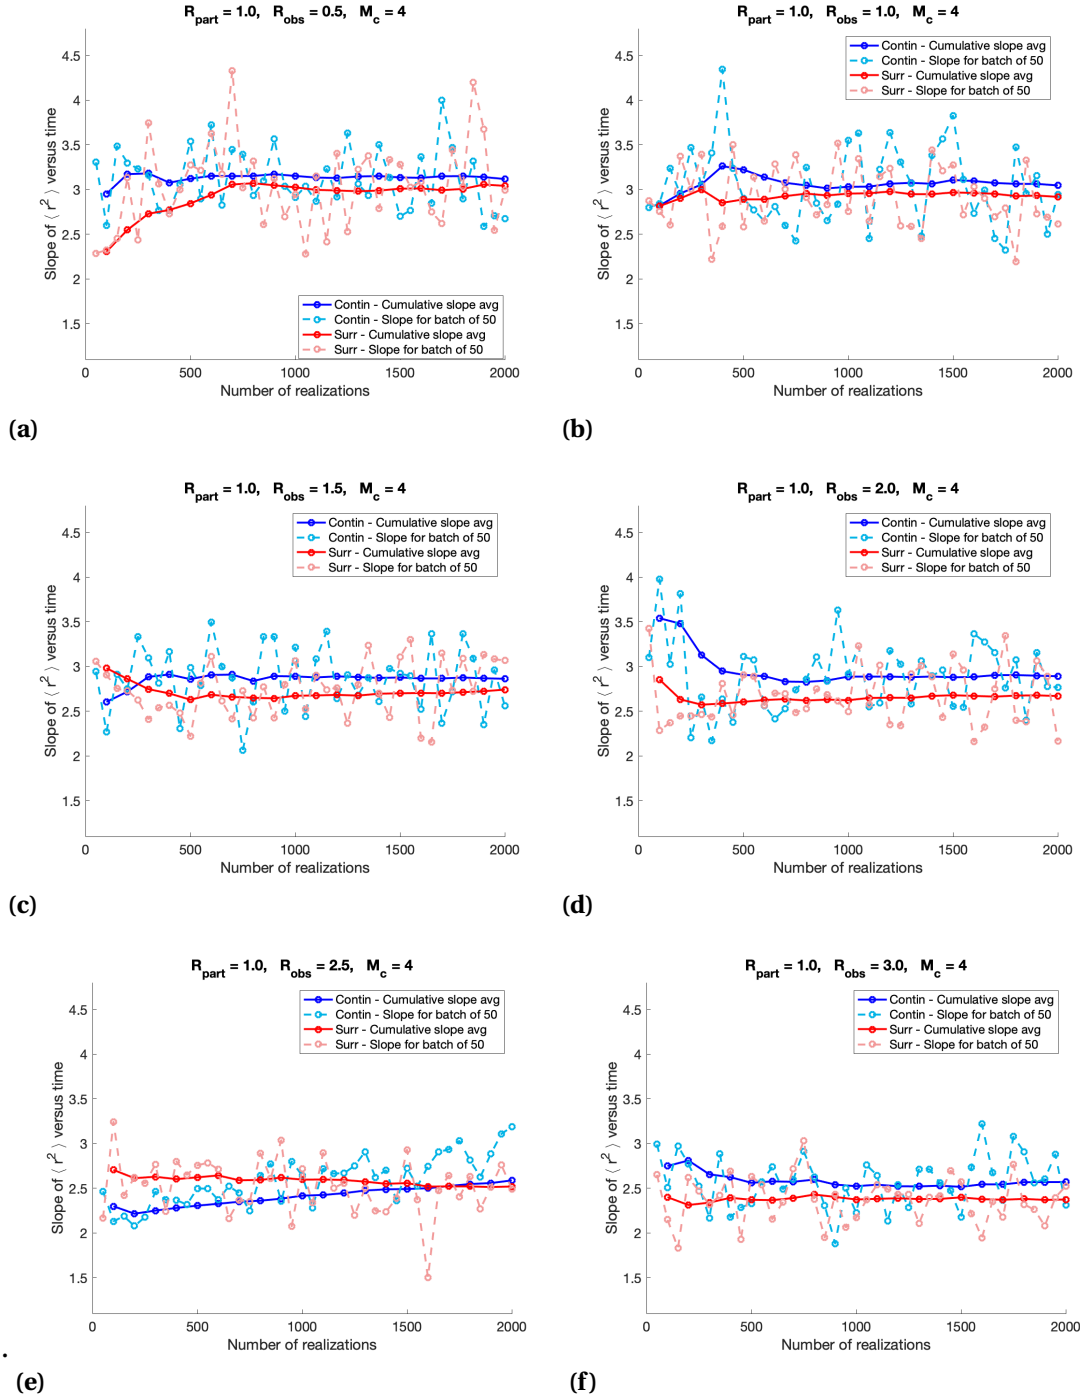 R_part = 1.0, R_obs = 0.5, M_c = 4
Slope of ⟨ r² ⟩ versus time
4.5
4
3.5
3
2.5
2
1.5
Contin - Cumulative slope avg
Contin - Slope for batch of 50
Surr - Cumulative slope avg
Surr - Slope for batch of 50
0 500 1000 1500 2000
Number of realizations
(a)
R_part = 1.0, R_obs = 1.0, M_c = 4
Slope of ⟨ r² ⟩ versus time
4.5
4
3.5
3
2.5
2
1.5
Contin - Cumulative slope avg
Contin - Slope for batch of 50
Surr - Cumulative slope avg
Surr - Slope for batch of 50
0 500 1000 1500 2000
Number of realizations
(b)
R_part = 1.0, R_obs = 1.5, M_c = 4
Slope of ⟨ r² ⟩ versus time
4.5
4
3.5
3
2.5
2
1.5
Contin - Cumulative slope avg
Contin - Slope for batch of 50
Surr - Cumulative slope avg
Surr - Slope for batch of 50
0 500 1000 1500 2000
Number of realizations
(c)
R_part = 1.0, R_obs = 2.0, M_c = 4
Slope of ⟨ r² ⟩ versus time
4.5
4
3.5
3
2.5
2
1.5
Contin - Cumulative slope avg
Contin - Slope for batch of 50
Surr - Cumulative slope avg
Surr - Slope for batch of 50
0 500 1000 1500 2000
Number of realizations
(d)
R_part = 1.0, R_obs = 2.5, M_c = 4
Slope of ⟨ r² ⟩ versus time
4.5
4
3.5
3
2.5
2
1.5
Contin - Cumulative slope avg
Contin - Slope for batch of 50
Surr - Cumulative slope avg
Surr - Slope for batch of 50
0 500 1000 1500 2000
Number of realizations
.
(e)
R_part = 1.0, R_obs = 3.0, M_c = 4
Slope of ⟨ r² ⟩ versus time
4.5
4
3.5
3
2.5
2
1.5
Contin - Cumulative slope avg
Contin - Slope for batch of 50
Surr - Cumulative slope avg
Surr - Slope for batch of 50
0 500 1000 1500 2000
Number of realizations
(f)